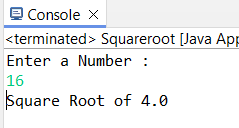 Console
<terminated> Squareroot [Java App
Enter a Number :
16
Square Root of 4.0